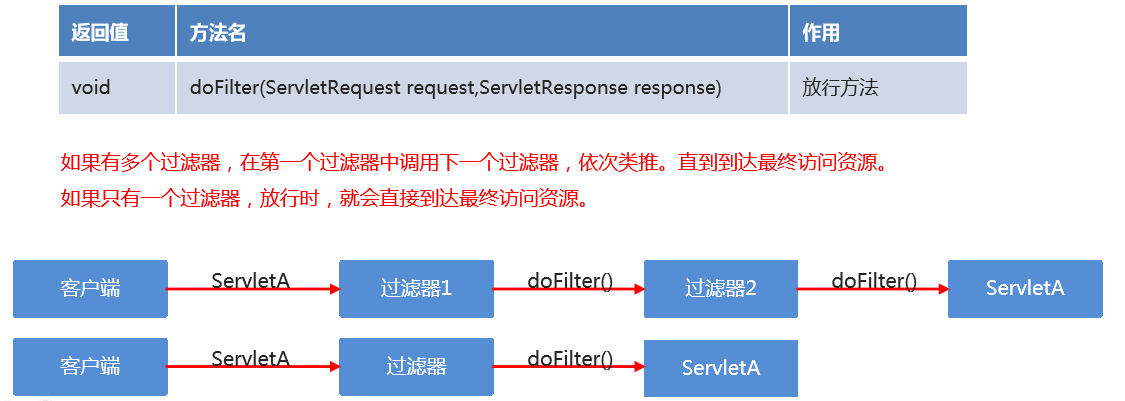 返回值 方法名 作用
void doFilter(ServletRequest request,ServletResponse response) 放行方法
如果有多个过滤器，在第一个过滤器中调用下一个过滤器，依次类推。直到到达最终访问资源。
如果只有一个过滤器，放行时，就会直接到达最终访问资源。
客户端 ServletA 过滤器1 doFilter() 过滤器2 doFilter() ServletA
客户端 ServletA 过滤器 doFilter() ServletA